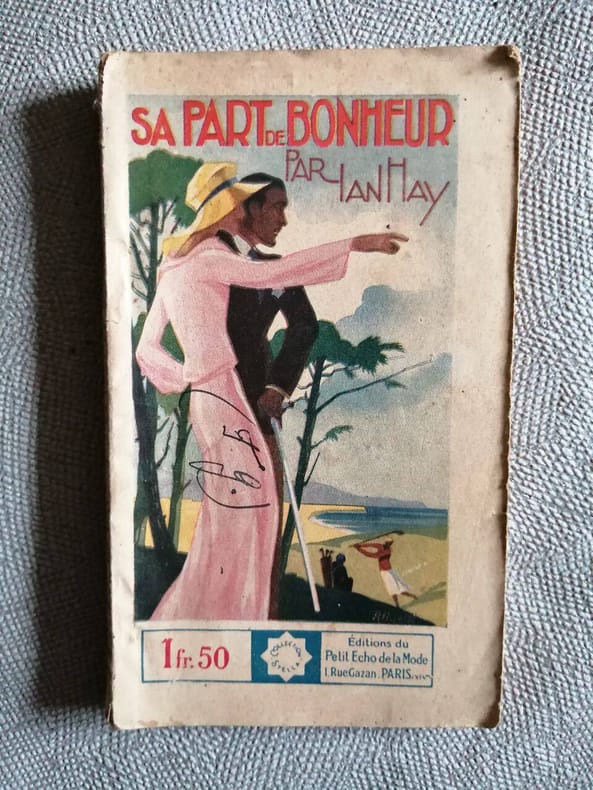 SA PART DE BONHEUR
PAR IAN HAY
1 fr. 50
COLLECTION STELLA
Éditions du
Petit Echo de la Mode
1, Rue Gazan, PARIS (XIVe)